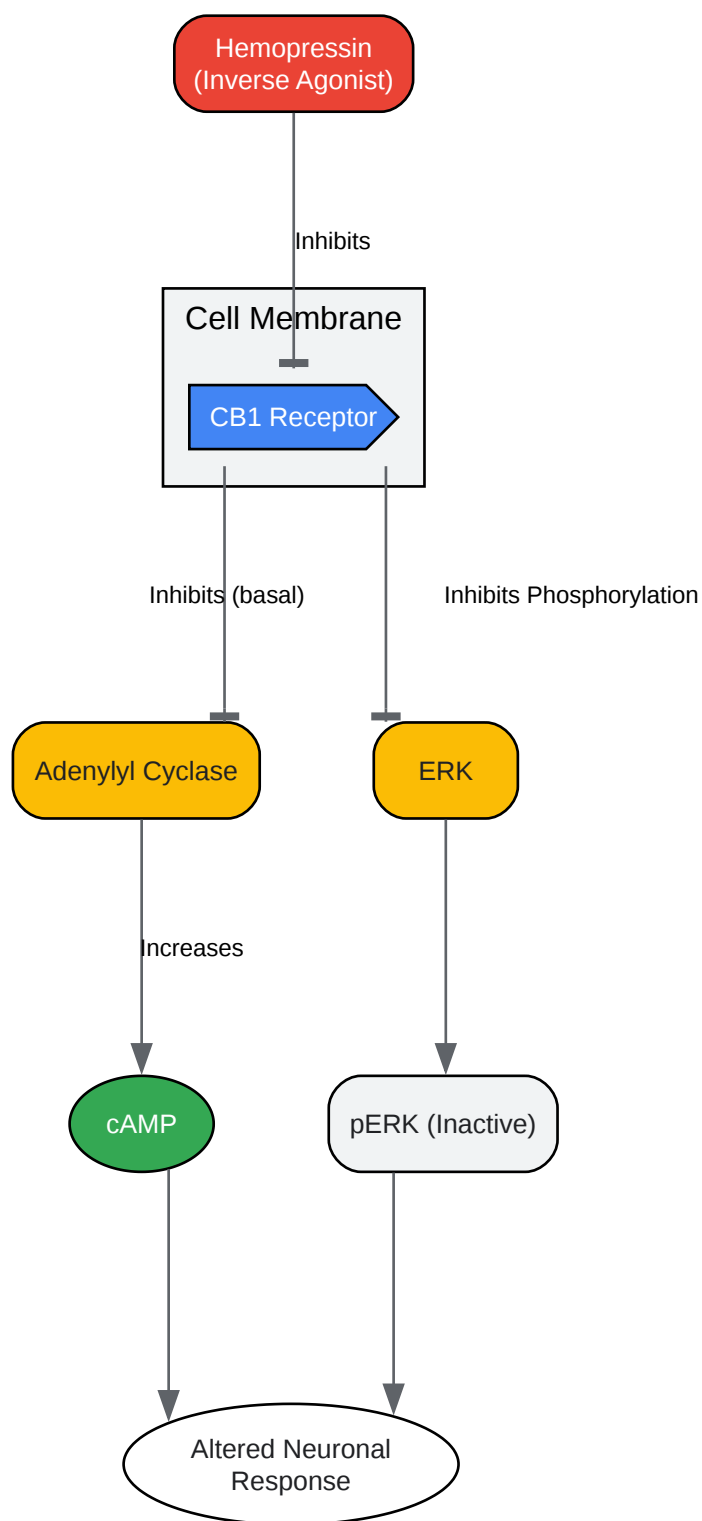 Hemopressin
(Inverse Agonist)
Inhibits
Cell Membrane
CB1 Receptor
Inhibits (basal)
Inhibits Phosphorylation
Adenylyl Cyclase
ERK
Increases
cAMP
pERK (Inactive)
Altered Neuronal
Response